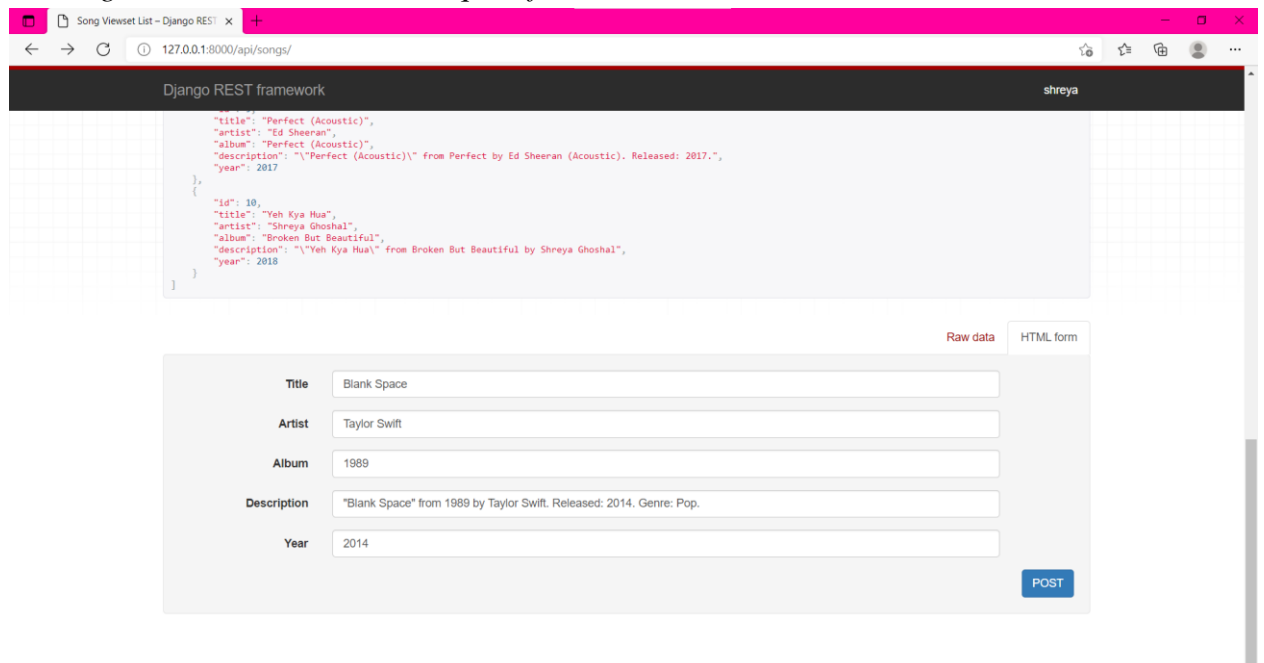 Song Viewset List – Django REST
127.0.0.1:8000/api/songs/
Django REST framework shreya
"title": "Perfect (Acoustic)",
"artist": "Ed Sheeran",
"album": "Perfect (Acoustic)",
"description": "\"Perfect (Acoustic)\" from Perfect by Ed Sheeran (Acoustic). Released: 2017.",
"year": 2017
},
{
"id": 10,
"title": "Yeh Kya Hua",
"artist": "Shreya Ghoshal",
"album": "Broken But Beautiful",
"description": "\"Yeh Kya Hua\" from Broken But Beautiful by Shreya Ghoshal",
"year": 2018
}
]
Raw data HTML form
Title Blank Space
Artist Taylor Swift
Album 1989
Description "Blank Space" from 1989 by Taylor Swift. Released: 2014. Genre: Pop.
Year 2014
POST